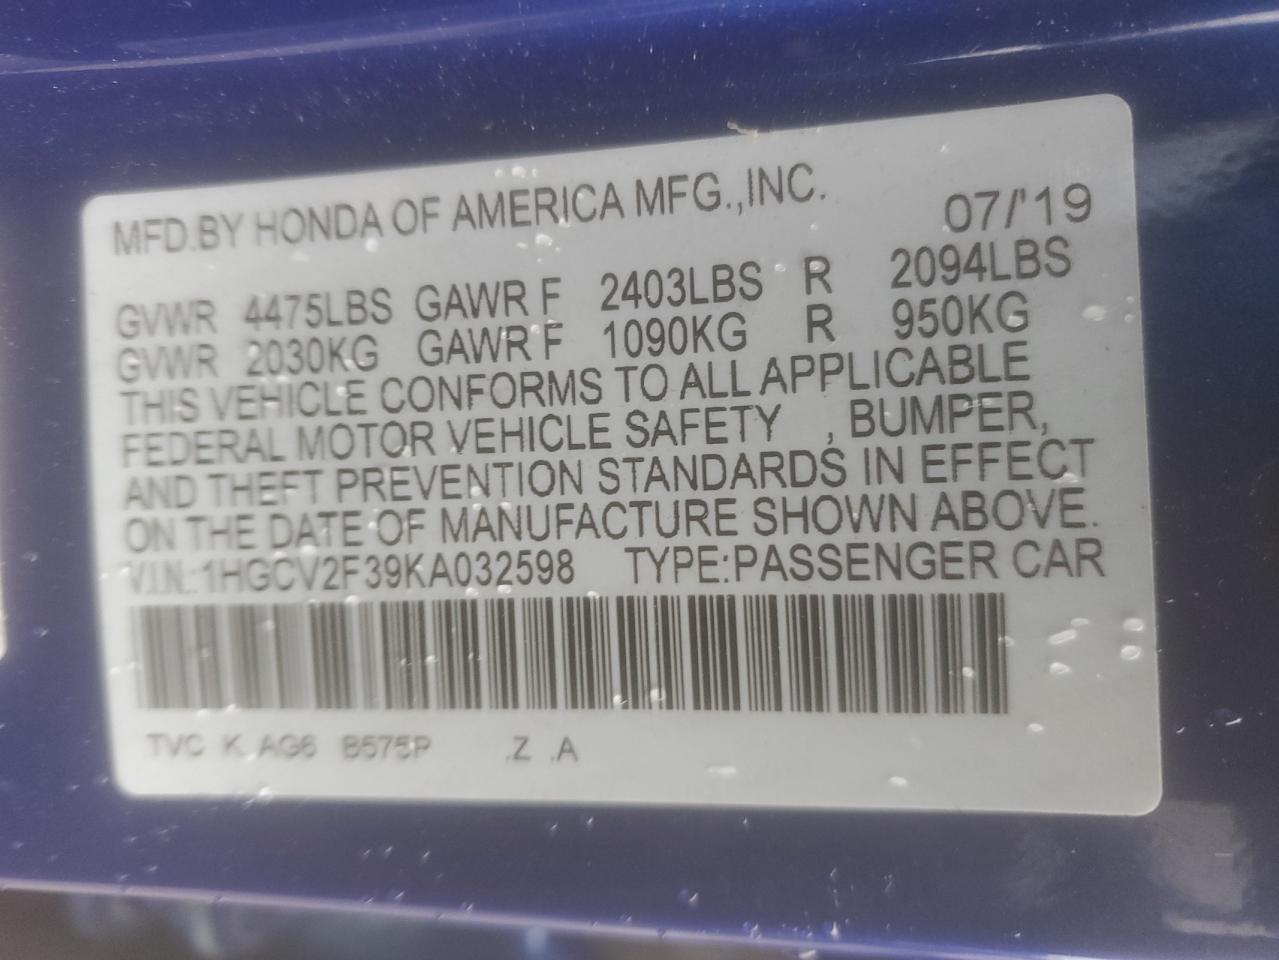 MFD.BY HONDA OF AMERICA MFG.,INC. 07/'19
GVWR 4475LBS GAWR F 2403LBS R 2094LBS
GVWR 2030KG GAWR F 1090KG R 950KG
THIS VEHICLE CONFORMS TO ALL APPLICABLE
FEDERAL MOTOR VEHICLE SAFETY , BUMPER,
AND THEFT PREVENTION STANDARDS IN EFFECT
ON THE DATE OF MANUFACTURE SHOWN ABOVE.
V.I.N.:1HGCV2F39KA032598 TYPE:PASSENGER CAR
TVC K AG6 B575P .Z .A